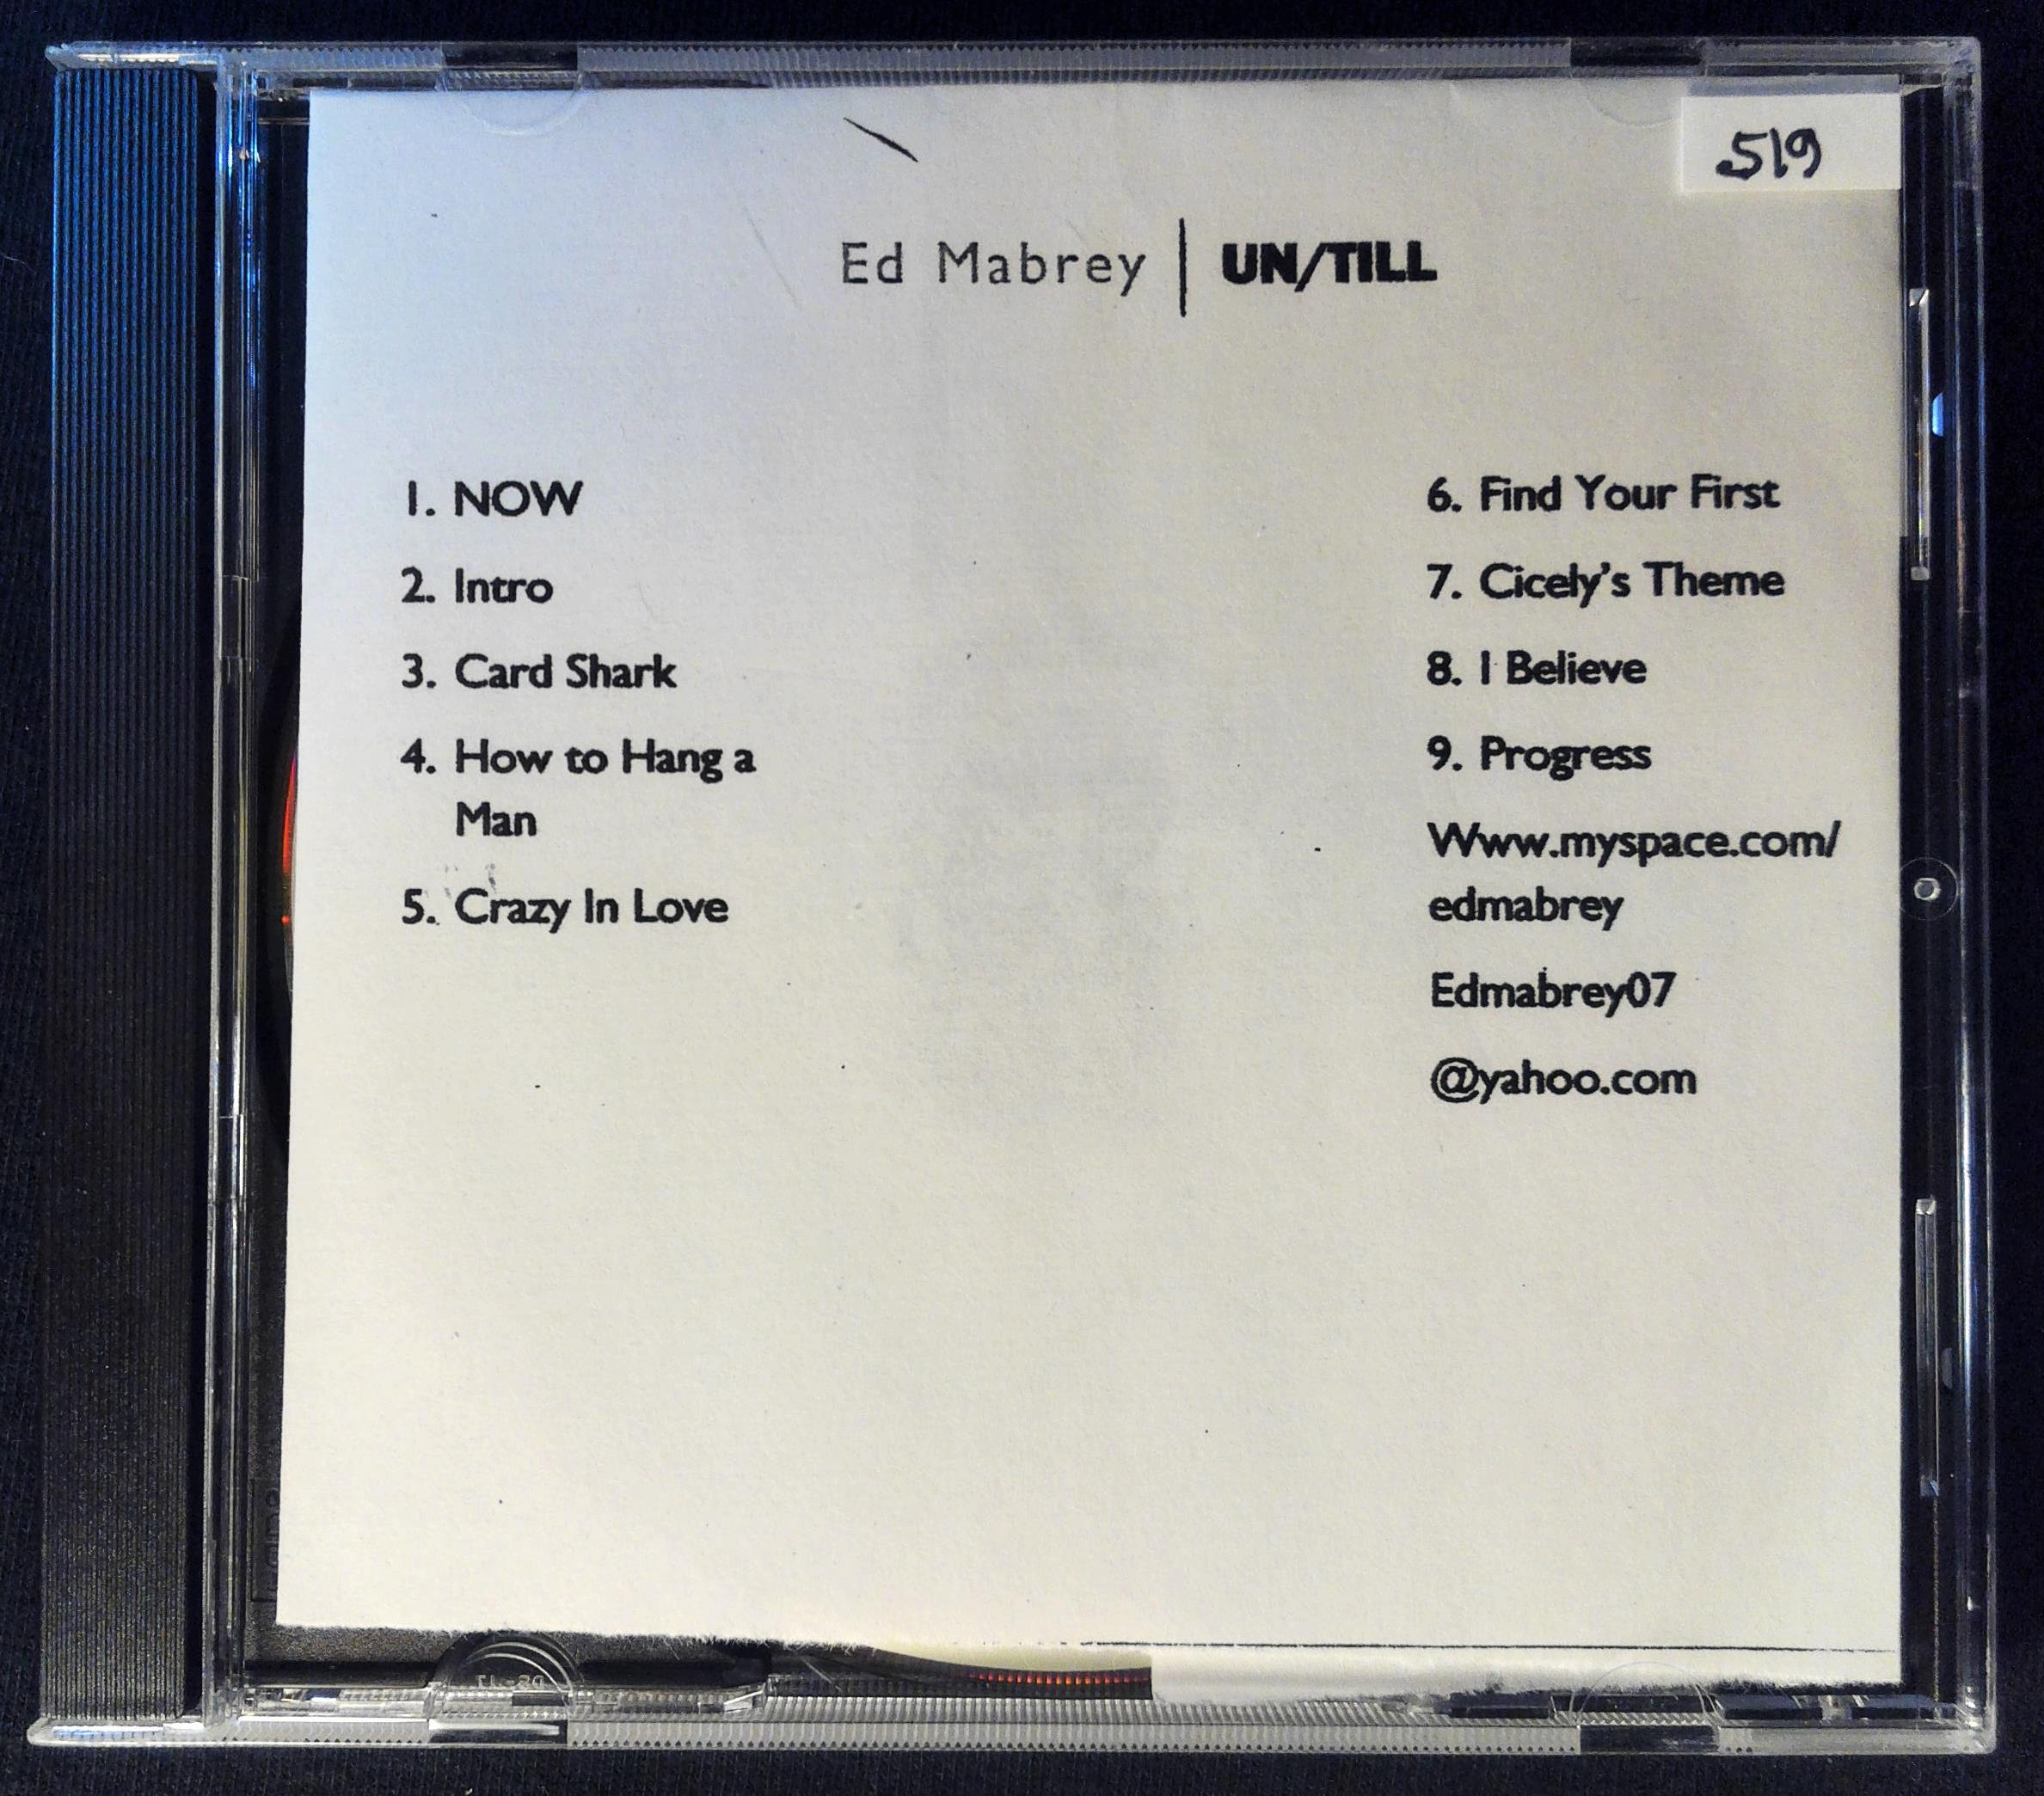 519
Ed Mabrey | UN/TILL
1. NOW
2. Intro
3. Card Shark
4. How to Hang a
Man
5. Crazy In Love
6. Find Your First
7. Cicely's Theme
8. I Believe
9. Progress
Www.myspace.com/
edmabrey
Edmabrey07
@yahoo.com